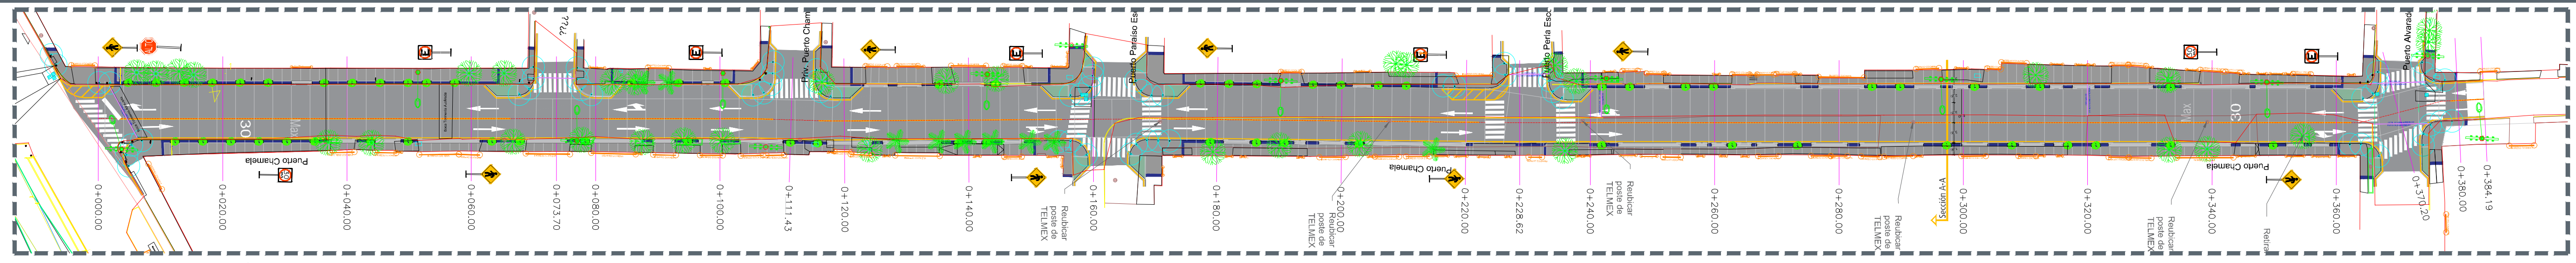 ???
Priv. Puerto Cham
Puerto Paraiso Es
Puerto Perla Esco
Puerto Alvarad
E
E
E
E
E
30
Max
Max
30
Puerto Chamela
Puerto Chamela
Puerto Chamela
0+000.00
0+020.00
0+040.00
0+060.00
0+073.70
0+080.00
0+100.00
0+111.43
0+120.00
0+140.00
0+160.00
0+180.00
0+200.00
0+220.00
0+228.62
0+240.00
0+260.00
0+280.00
0+300.00
0+320.00
0+340.00
0+360.00
0+370.20
0+380.00
0+384.19
Reubicar
poste de
TELMEX
Reubicar
poste de
TELMEX
Reubicar
poste de
TELMEX
Reubicar
poste de
TELMEX
Sección A-A'
Reubicar
poste de
TELMEX
Retira